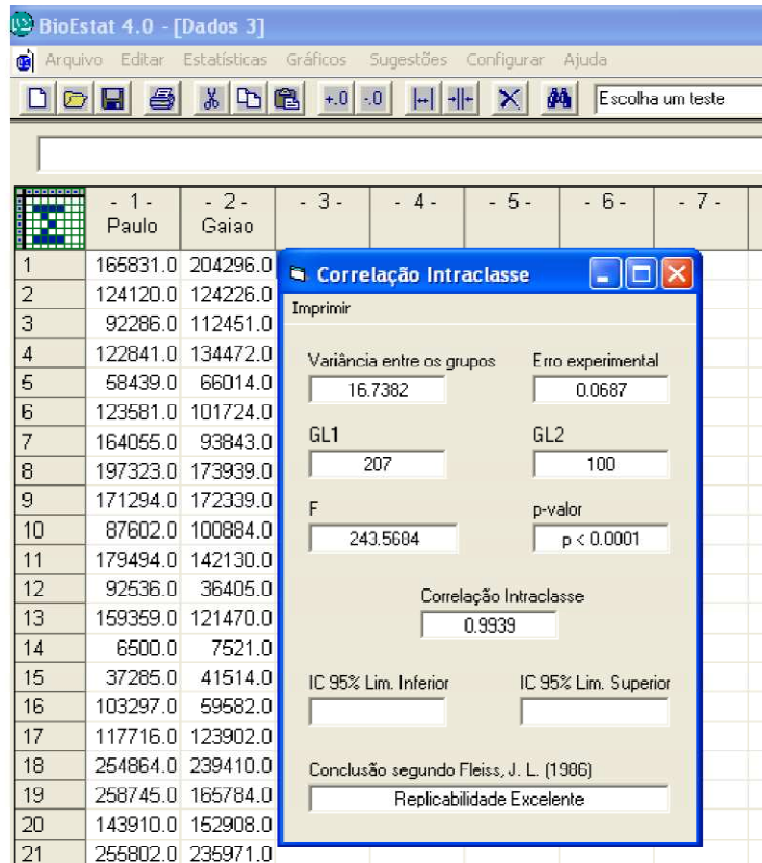 BioEstat 4.0 - [Dados 3]
Arquivo Editar Estatísticas Gráficos Sugestões Configurar Ajuda
+.0 -.0 Escolha um teste
- 1 - - 2 - - 3 - - 4 - - 5 - - 6 - - 7 -
Paulo Gaiao
1 165831.0 204296.0
2 124120.0 124226.0
3 92286.0 112451.0
4 122841.0 134472.0
5 58439.0 66014.0
6 123581.0 101724.0
7 164055.0 93843.0
8 197323.0 173939.0
9 171294.0 172339.0
10 87602.0 100884.0
11 179494.0 142130.0
12 92536.0 36405.0
13 159359.0 121470.0
14 6500.0 7521.0
15 37285.0 41514.0
16 103297.0 59582.0
17 117716.0 123902.0
18 254864.0 239410.0
19 258745.0 165784.0
20 143910.0 152908.0
21 255802.0 235971.0
Correlação Intraclasse
Imprimir
Variância entre os grupos Erro experimental
16.7382 0.0687
GL1 GL2
207 100
F p-valor
243.5684 p < 0.0001
Correlação Intraclasse
0.9939
IC 95% Lim. Inferior IC 95% Lim. Superior
Conclusão segundo Fleiss, J. L. (1986)
Replicabilidade Excelente